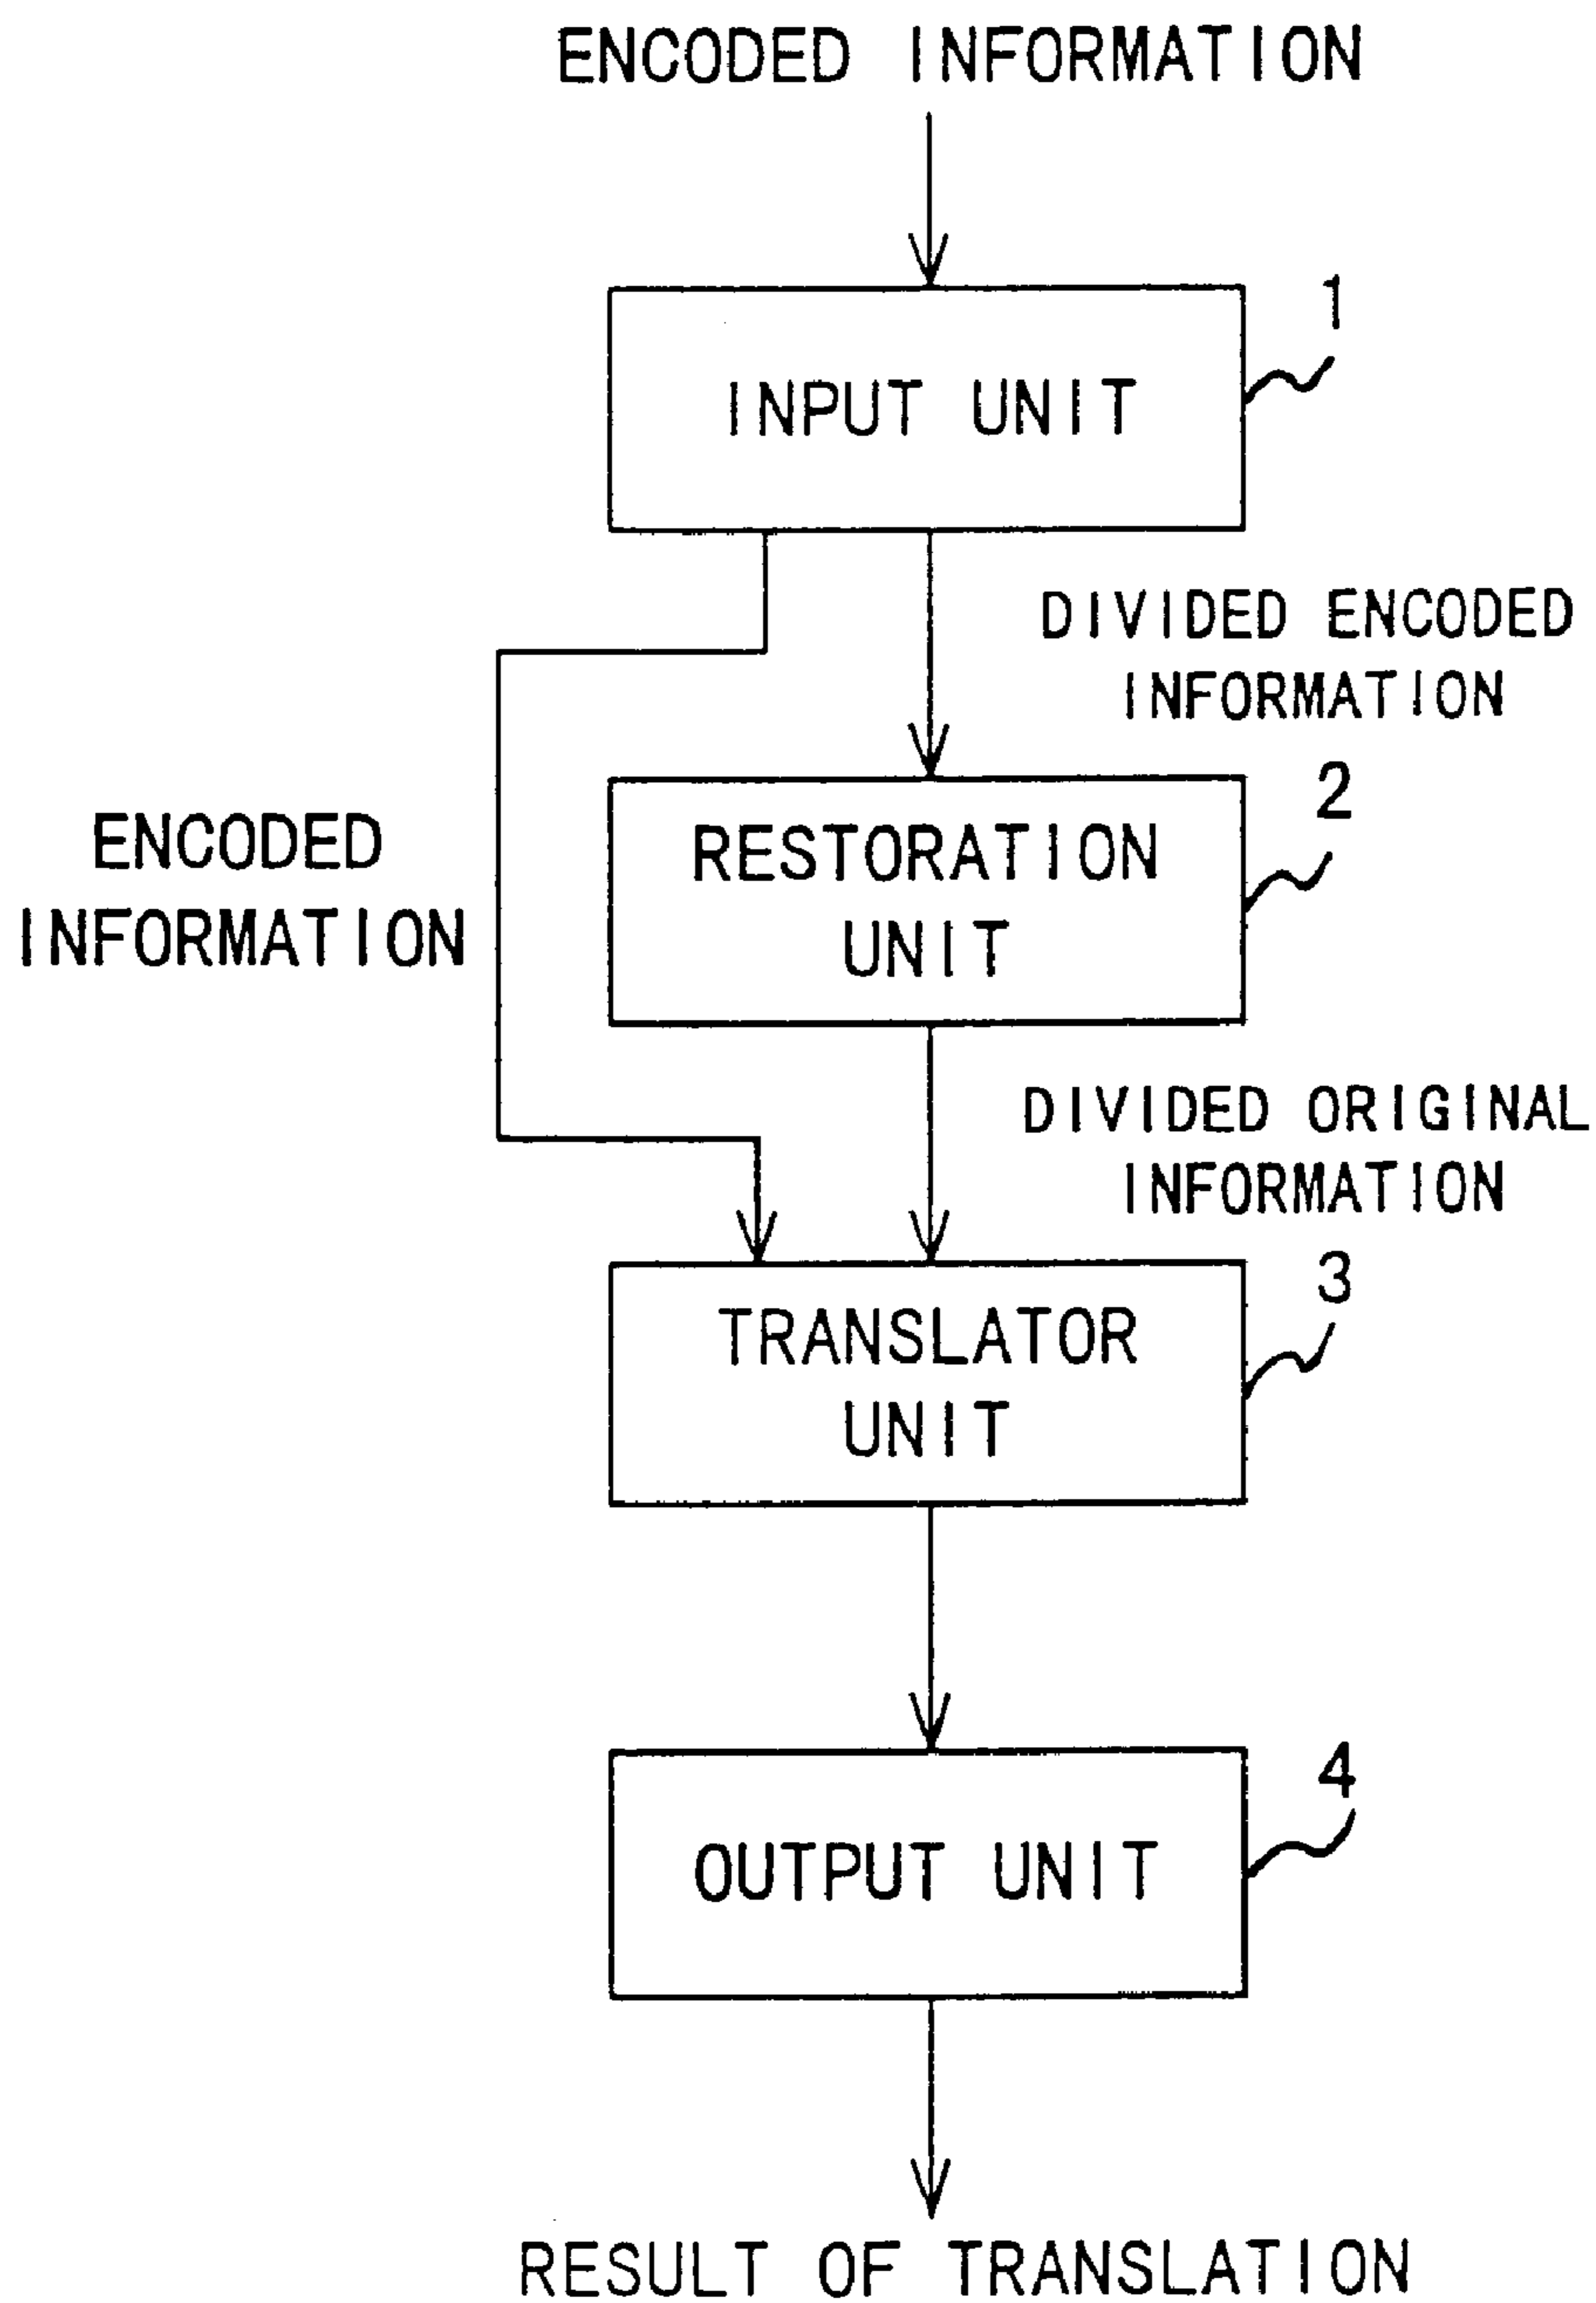 ENCODED INFORMATION
1
INPUT UNIT
DIVIDED ENCODED
INFORMATION
2
RESTORATION
UNIT
ENCODED
INFORMATION
DIVIDED ORIGINAL
INFORMATION
3
TRANSLATOR
UNIT
4
OUTPUT UNIT
RESULT OF TRANSLATION